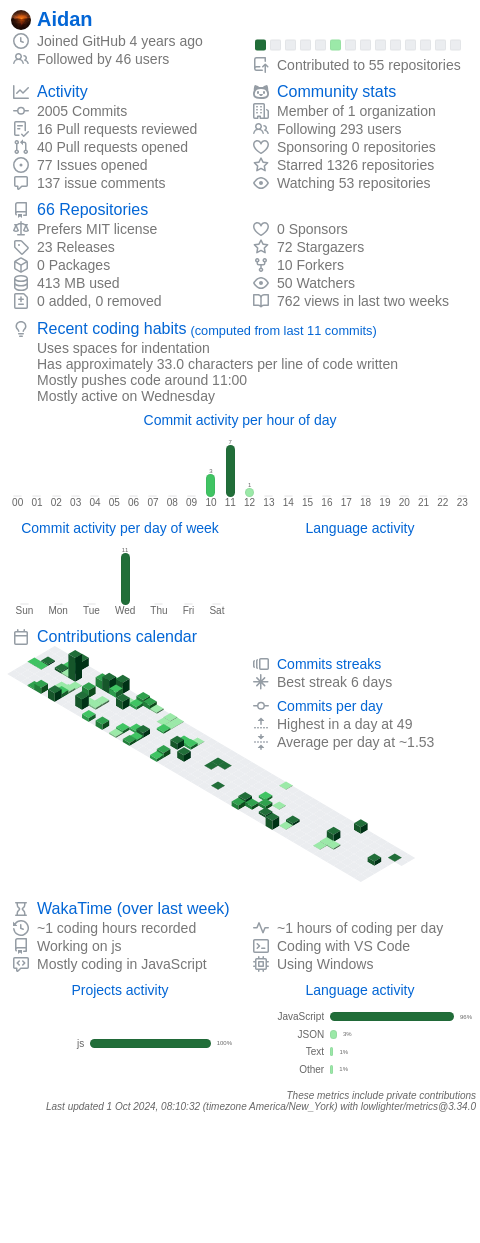 Aidan
Joined GitHub 4 years ago
Followed by 46 users
Contributed to 55 repositories
Activity
2005 Commits
16 Pull requests reviewed
40 Pull requests opened
77 Issues opened
137 issue comments
Community stats
Member of 1 organization
Following 293 users
Sponsoring 0 repositories
Starred 1326 repositories
Watching 53 repositories
66 Repositories
Prefers MIT license
23 Releases
0 Packages
413 MB used
0 added, 0 removed
0 Sponsors
72 Stargazers
10 Forkers
50 Watchers
762 views in last two weeks
Recent coding habits (computed from last 11 commits)
Uses spaces for indentation
Has approximately 33.0 characters per line of code written
Mostly pushes code around 11:00
Mostly active on Wednesday
Commit activity per hour of day
3 7 1
00 01 02 03 04 05 06 07 08 09 10 11 12 13 14 15 16 17 18 19 20 21 22 23
Commit activity per day of week
11
Sun Mon Tue Wed Thu Fri Sat
Language activity
Contributions calendar
Commits streaks
Best streak 6 days
Commits per day
Highest in a day at 49
Average per day at ~1.53
WakaTime (over last week)
~1 coding hours recorded
Working on js
Mostly coding in JavaScript
~1 hours of coding per day
Coding with VS Code
Using Windows
Projects activity
js 100%
Language activity
JavaScript 96%
JSON 3%
Text 1%
Other 1%
These metrics include private contributions
Last updated 1 Oct 2024, 08:10:32 (timezone America/New_York) with lowlighter/metrics@3.34.0